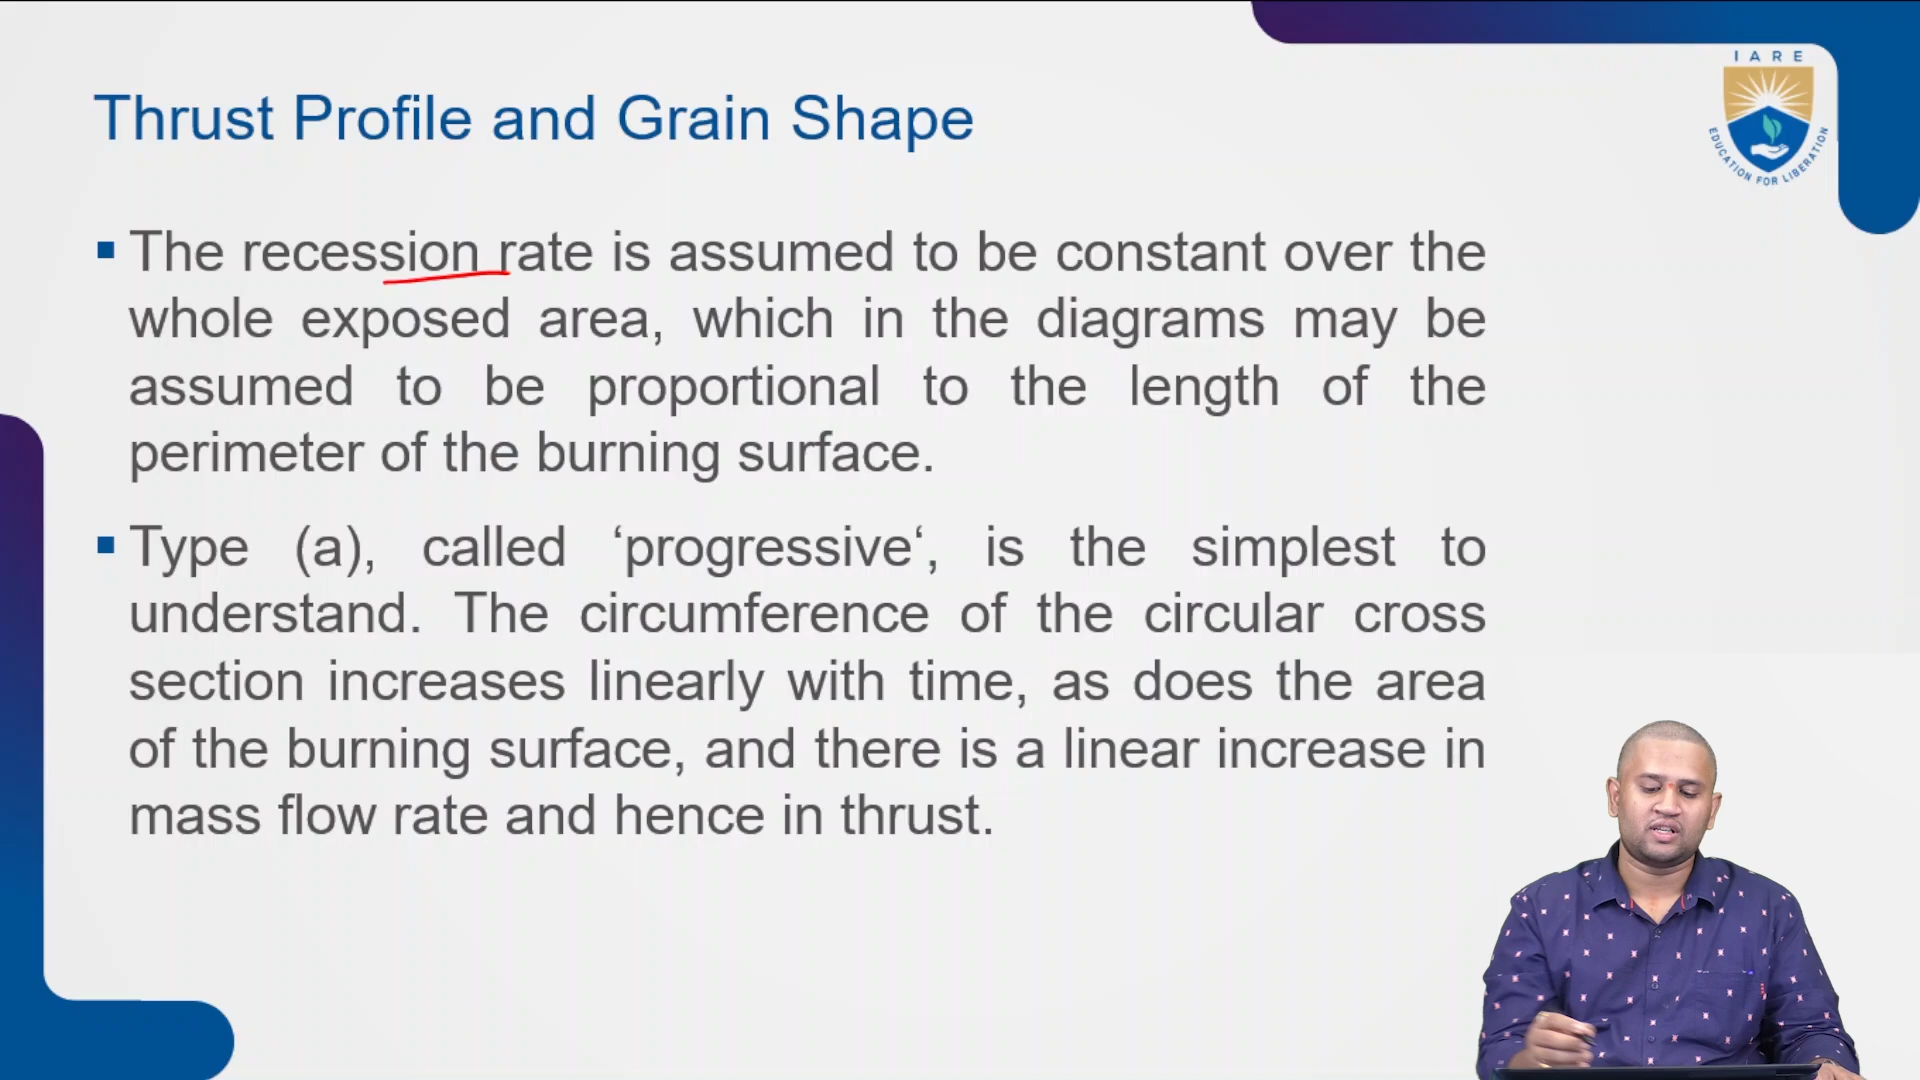 IARE
EDUCATION FOR LIBERATION
Thrust Profile and Grain Shape
The recession rate is assumed to be constant over the
whole exposed area, which in the diagrams may be
assumed to be proportional to the length of the
perimeter of the burning surface.
Type (a), called ‘progressive‘, is the simplest to
understand. The circumference of the circular cross
section increases linearly with time, as does the area
of the burning surface, and there is a linear increase in
mass flow rate and hence in thrust.